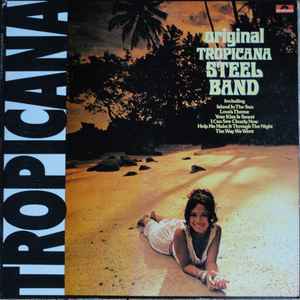 TROPICANA
original
TROPICANA
STEEL
BAND
Including
Island In The Sun
Love's Theme
Your Kiss Is Sweet
I Can See Clearly Now
Help Me Make It Through The Night
The Way We Were